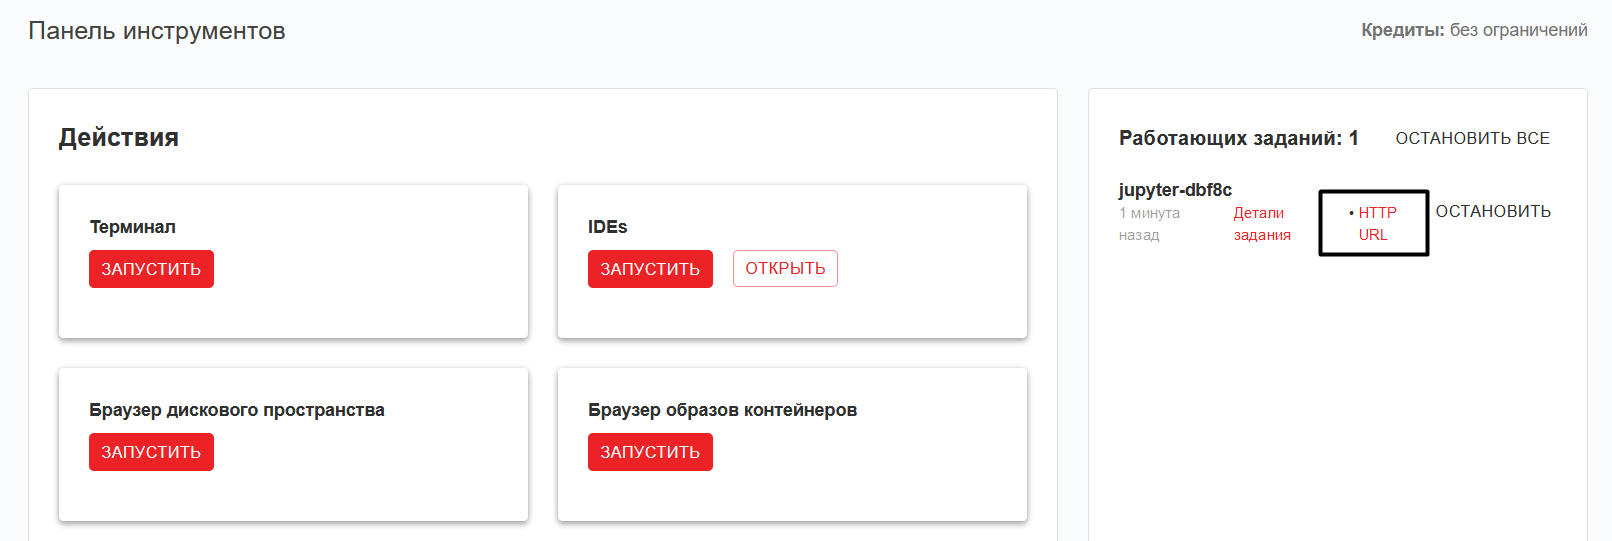 Панель инструментов
Кредиты: без ограничений
Действия
Терминал
ЗАПУСТИТЬ
IDEs
ЗАПУСТИТЬ
ОТКРЫТЬ
Браузер дискового пространства
ЗАПУСТИТЬ
Браузер образов контейнеров
ЗАПУСТИТЬ
Работающих заданий: 1
ОСТАНОВИТЬ ВСЕ
jupyter-dbf8c
1 минута
назад
Детали
задания
• HTTP
URL
ОСТАНОВИТЬ